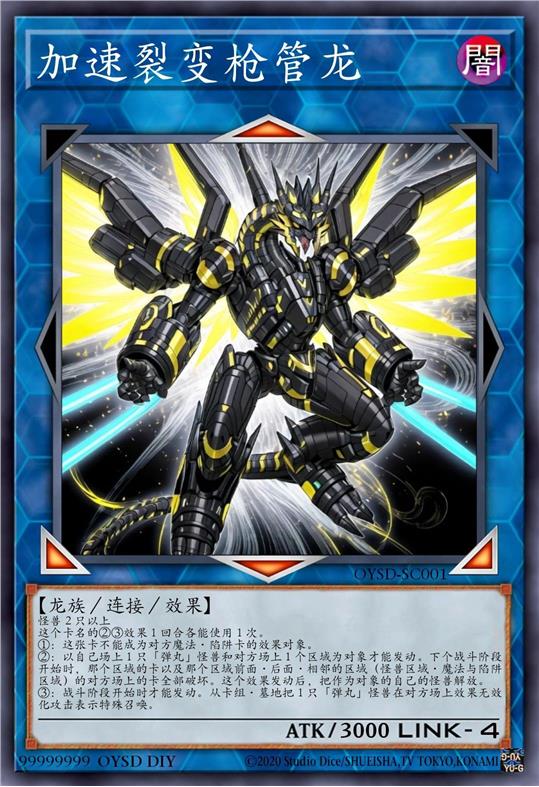 加速裂变枪管龙
闇
OYSD-SC001
【龙族／连接／效果】
怪兽２只以上
这个卡名的②③效果１回合各能使用１次。
①：这张卡不能成为对方魔法·陷阱卡的效果对象。
②：以自己场上１只「弹丸」怪兽和对方场上１个区域为对象才能发动。下个战斗阶段
开始时，那个区域的卡以及那个区域前面·后面·相邻的区域（怪兽区域·魔法与陷阱
区域）的对方场上的卡全部破坏。这个效果发动后，把作为对象的自己的怪兽解放。
③：战斗阶段开始时才能发动。从卡组·墓地把１只「弹丸」怪兽在对方场上效果无效
化攻击表示特殊召唤。
ATK/3000 LINK-4
99999999 OYSD DIY ©2020 Studio Dice/SHUEISHA,TV TOKYO,KONAMI